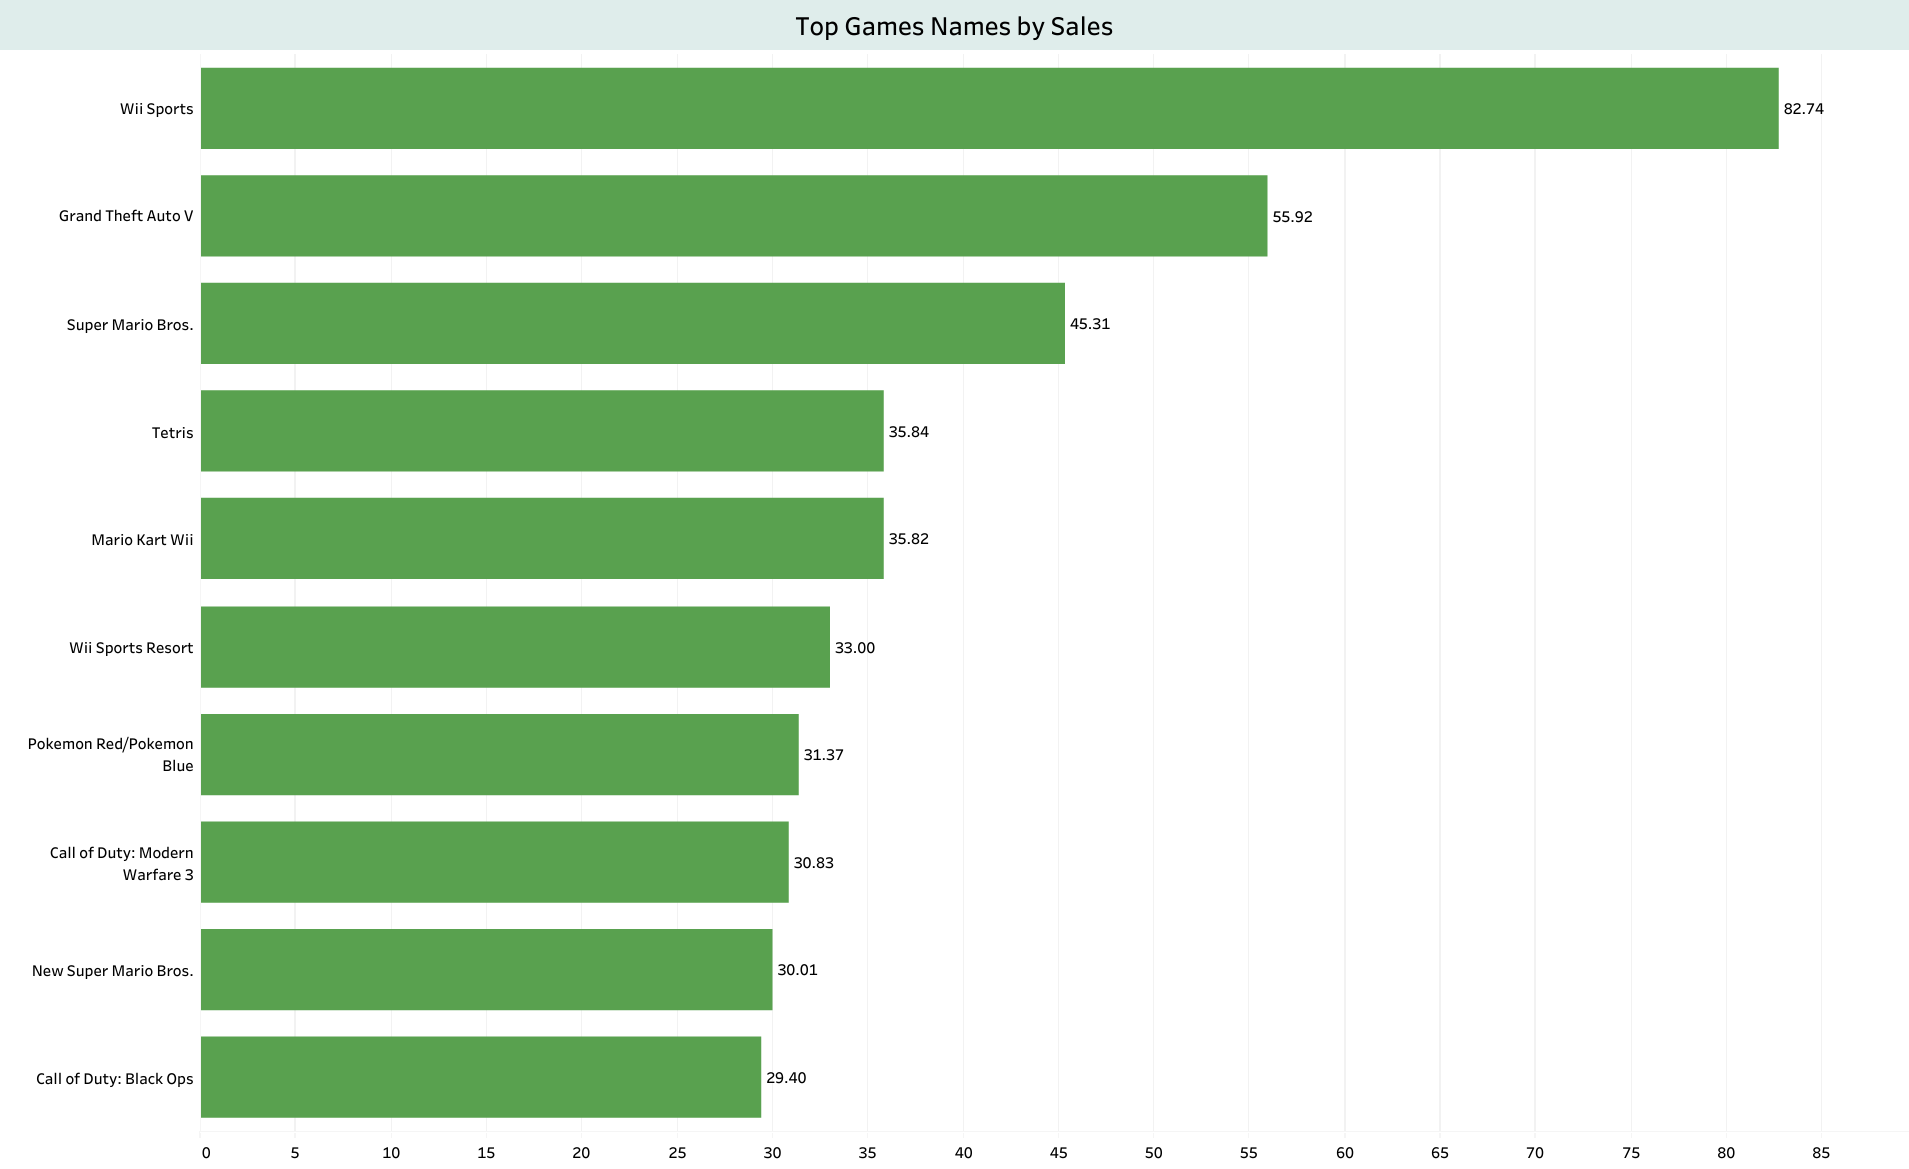 Top Games Names by Sales
Wii Sports
82.74
Grand Theft Auto V
55.92
Super Mario Bros.
45.31
Tetris
35.84
Mario Kart Wii
35.82
Wii Sports Resort
33.00
Pokemon Red/Pokemon
Blue
31.37
Call of Duty: Modern
Warfare 3
30.83
New Super Mario Bros.
30.01
Call of Duty: Black Ops
29.40
0 5 10 15 20 25 30 35 40 45 50 55 60 65 70 75 80 85